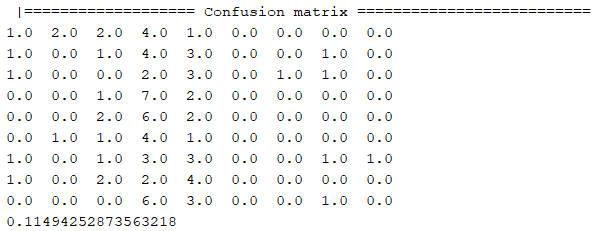 |=================== Confusion matrix ==========================
1.0 2.0 2.0 4.0 1.0 0.0 0.0 0.0 0.0
1.0 0.0 1.0 4.0 3.0 0.0 0.0 1.0 0.0
1.0 0.0 0.0 2.0 3.0 0.0 1.0 1.0 0.0
0.0 0.0 1.0 7.0 2.0 0.0 0.0 0.0 0.0
0.0 0.0 2.0 6.0 2.0 0.0 0.0 0.0 0.0
0.0 1.0 1.0 4.0 1.0 0.0 0.0 0.0 0.0
1.0 0.0 1.0 3.0 3.0 0.0 0.0 1.0 1.0
1.0 0.0 2.0 2.0 4.0 0.0 0.0 0.0 0.0
0.0 0.0 0.0 6.0 3.0 0.0 0.0 1.0 0.0
0.11494252873563218